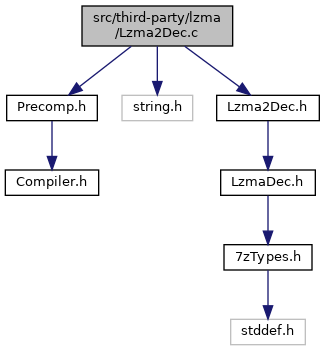 src/third-party/lzma
/Lzma2Dec.c
Precomp.h
string.h
Lzma2Dec.h
Compiler.h
LzmaDec.h
7zTypes.h
stddef.h